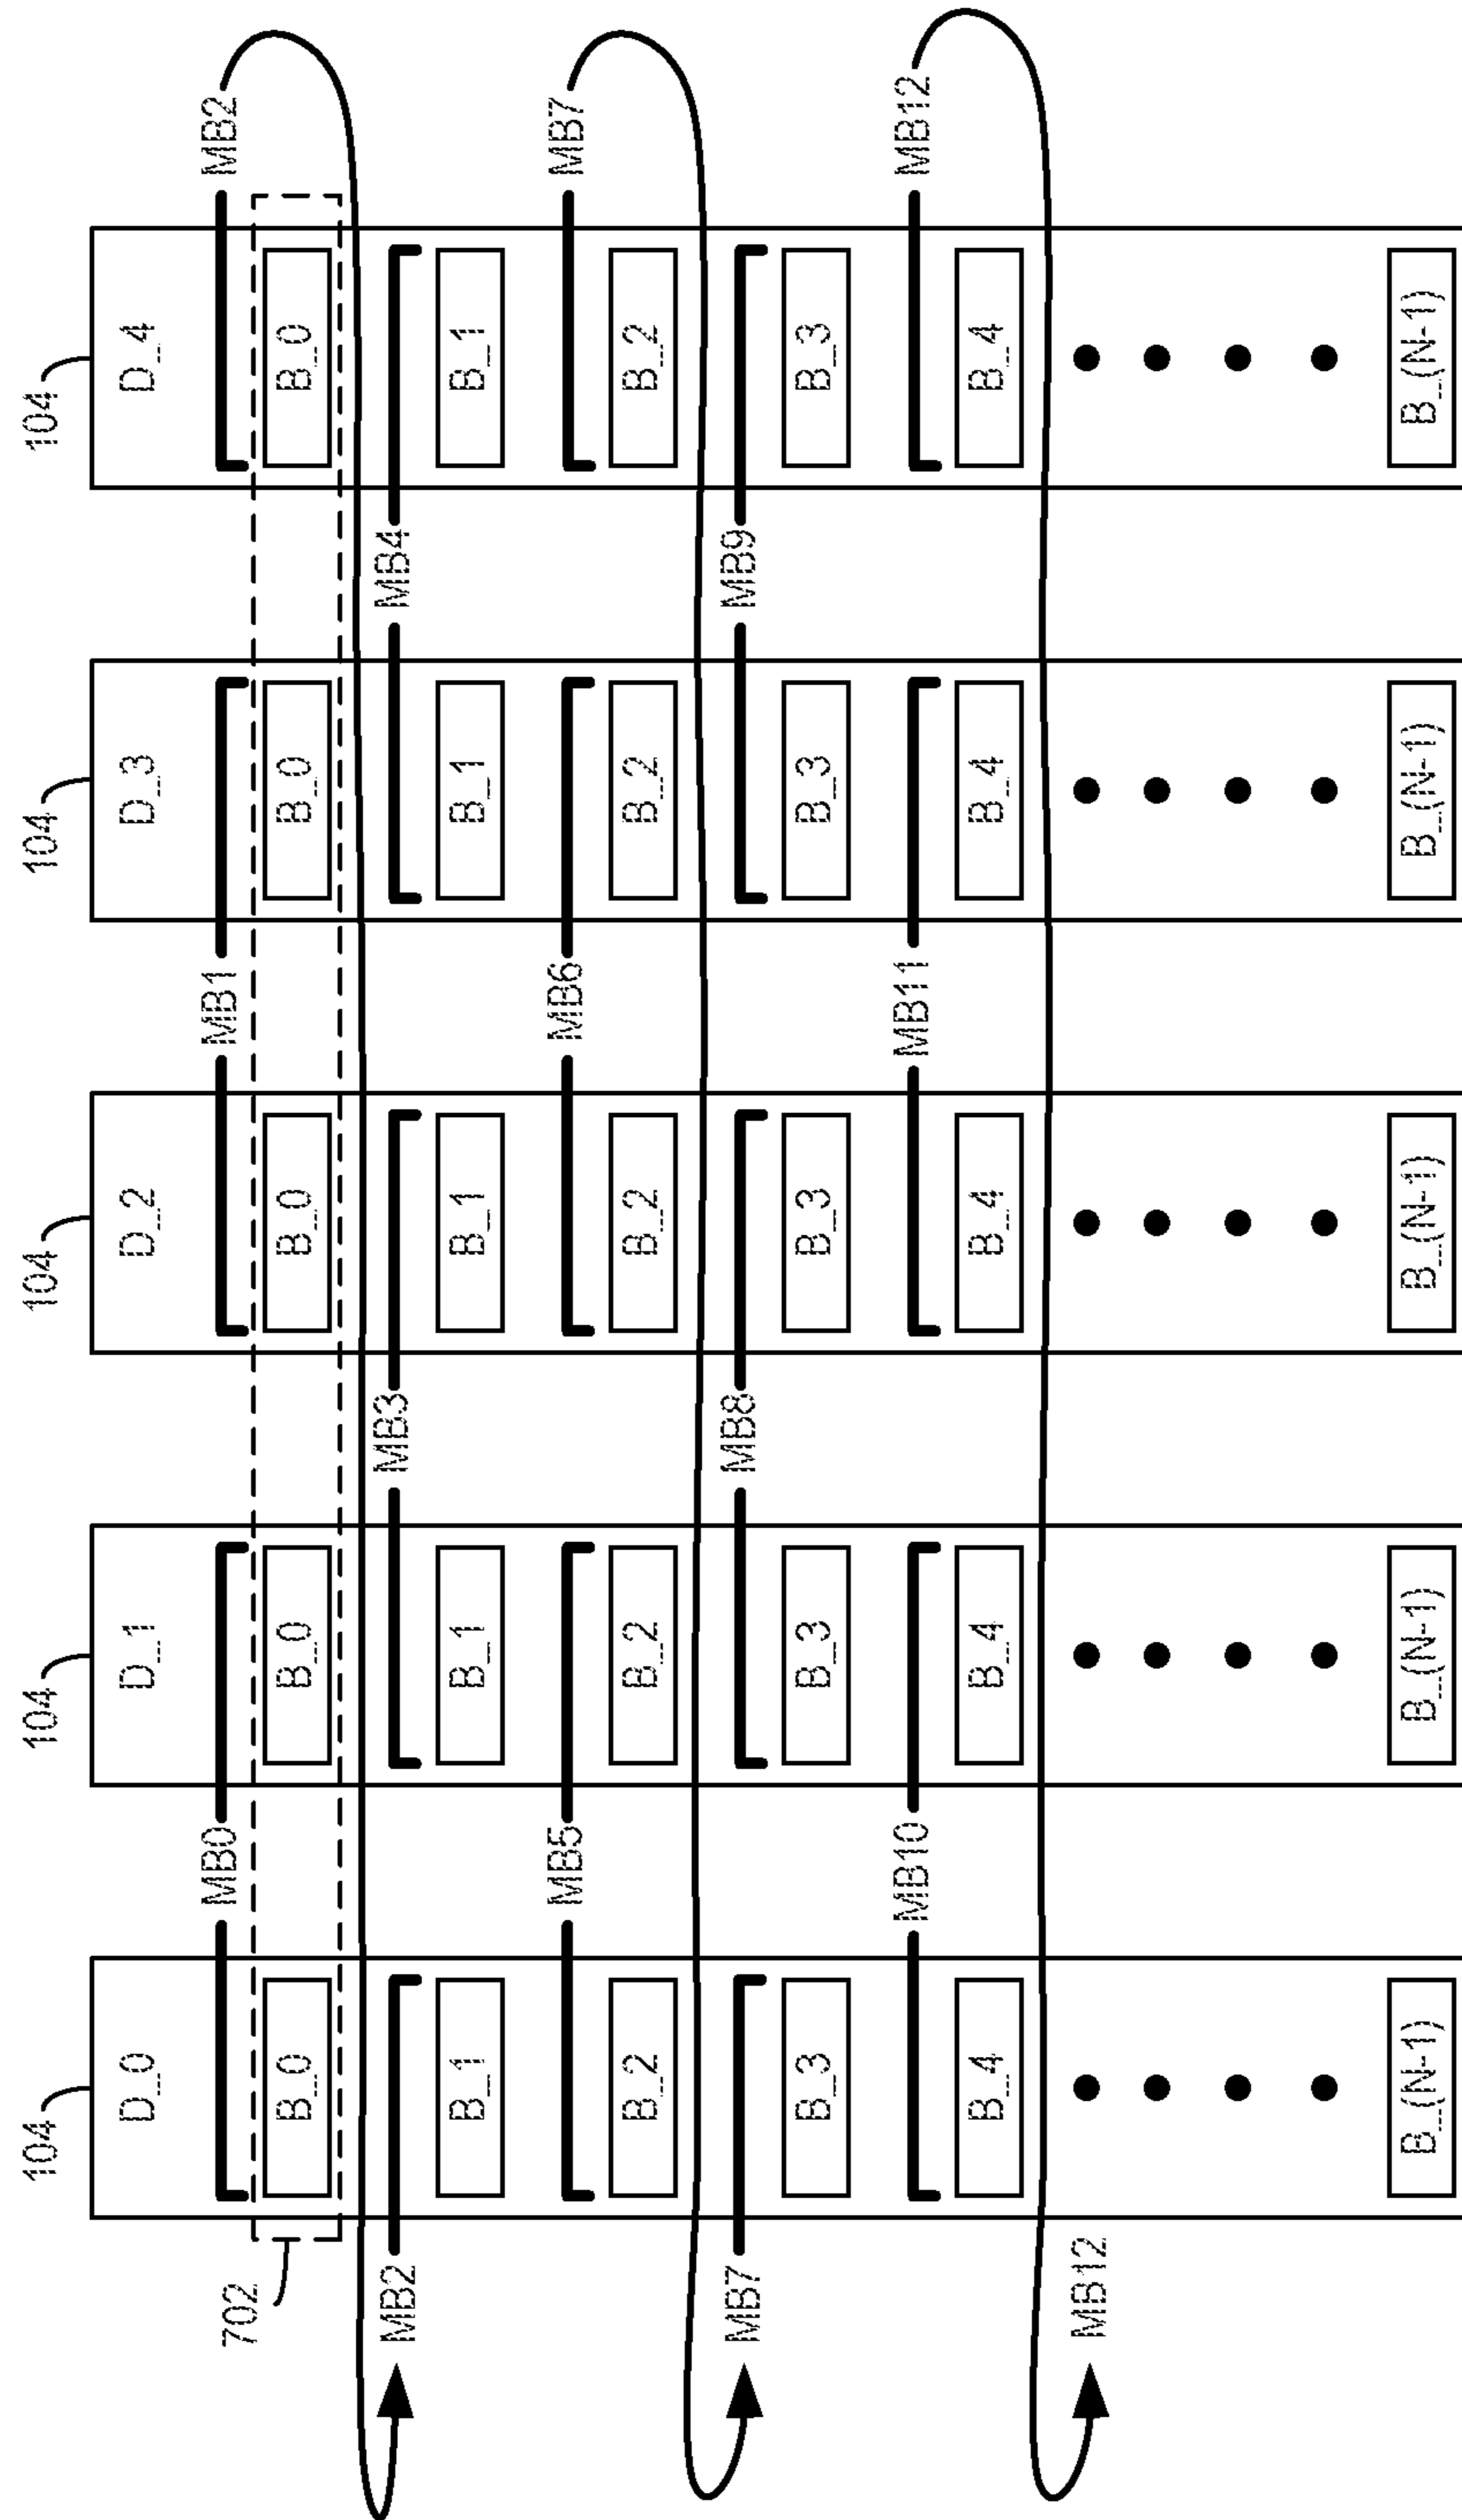 104 104 104 104 104
D_0 D_1 D_2 D_3 D_4
MB0 MB1 MB2
702
B_0 B_0 B_0 B_0 B_0
MB2 MB3 MB4
B_1 B_1 B_1 B_1 B_1
MB5 MB6 MB7
B_2 B_2 B_2 B_2 B_2
MB7 MB8 MB9
B_3 B_3 B_3 B_3 B_3
MB10 MB11 MB12
B_4 B_4 B_4 B_4 B_4
MB12
B_(N-1) B_(N-1) B_(N-1) B_(N-1) B_(N-1)